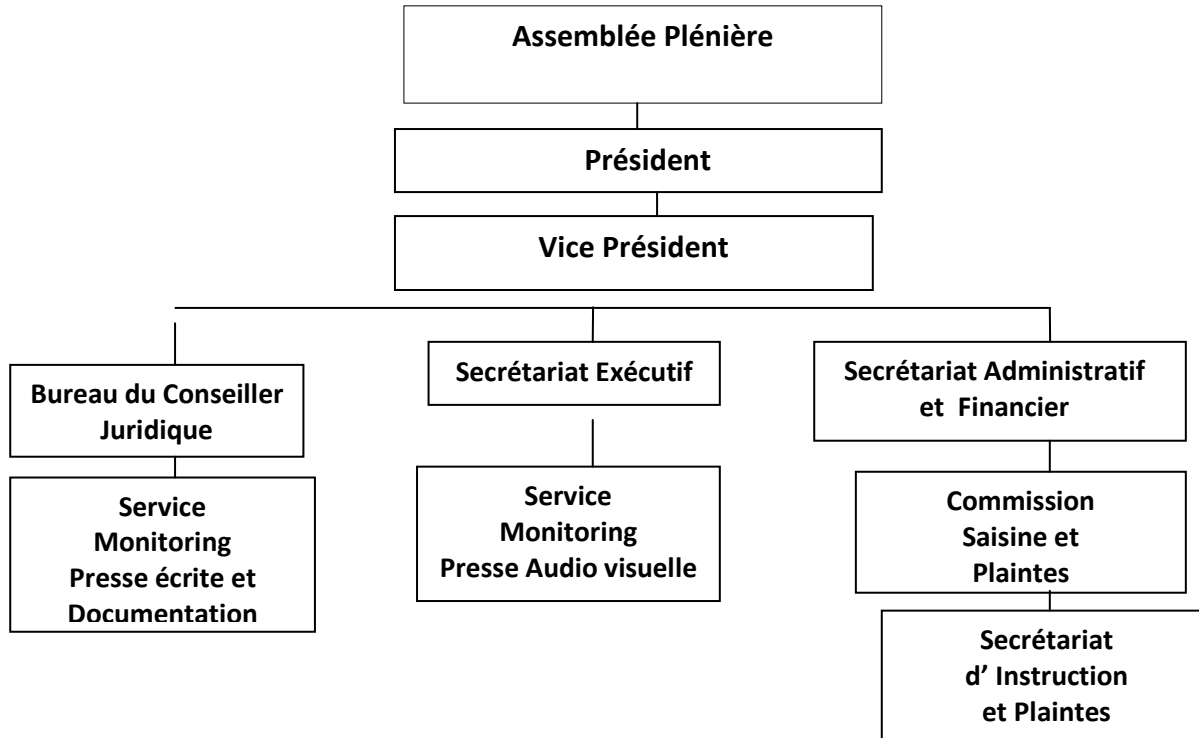 Assemblée Plénière
Président
Vice Président
Bureau du Conseiller
Juridique
Secrétariat Exécutif
Secrétariat Administratif
et Financier
Service
Monitoring
Presse écrite et
Documentation
Service
Monitoring
Presse Audio visuelle
Commission
Saisine et
Plaintes
Secrétariat
d’ Instruction
et Plaintes